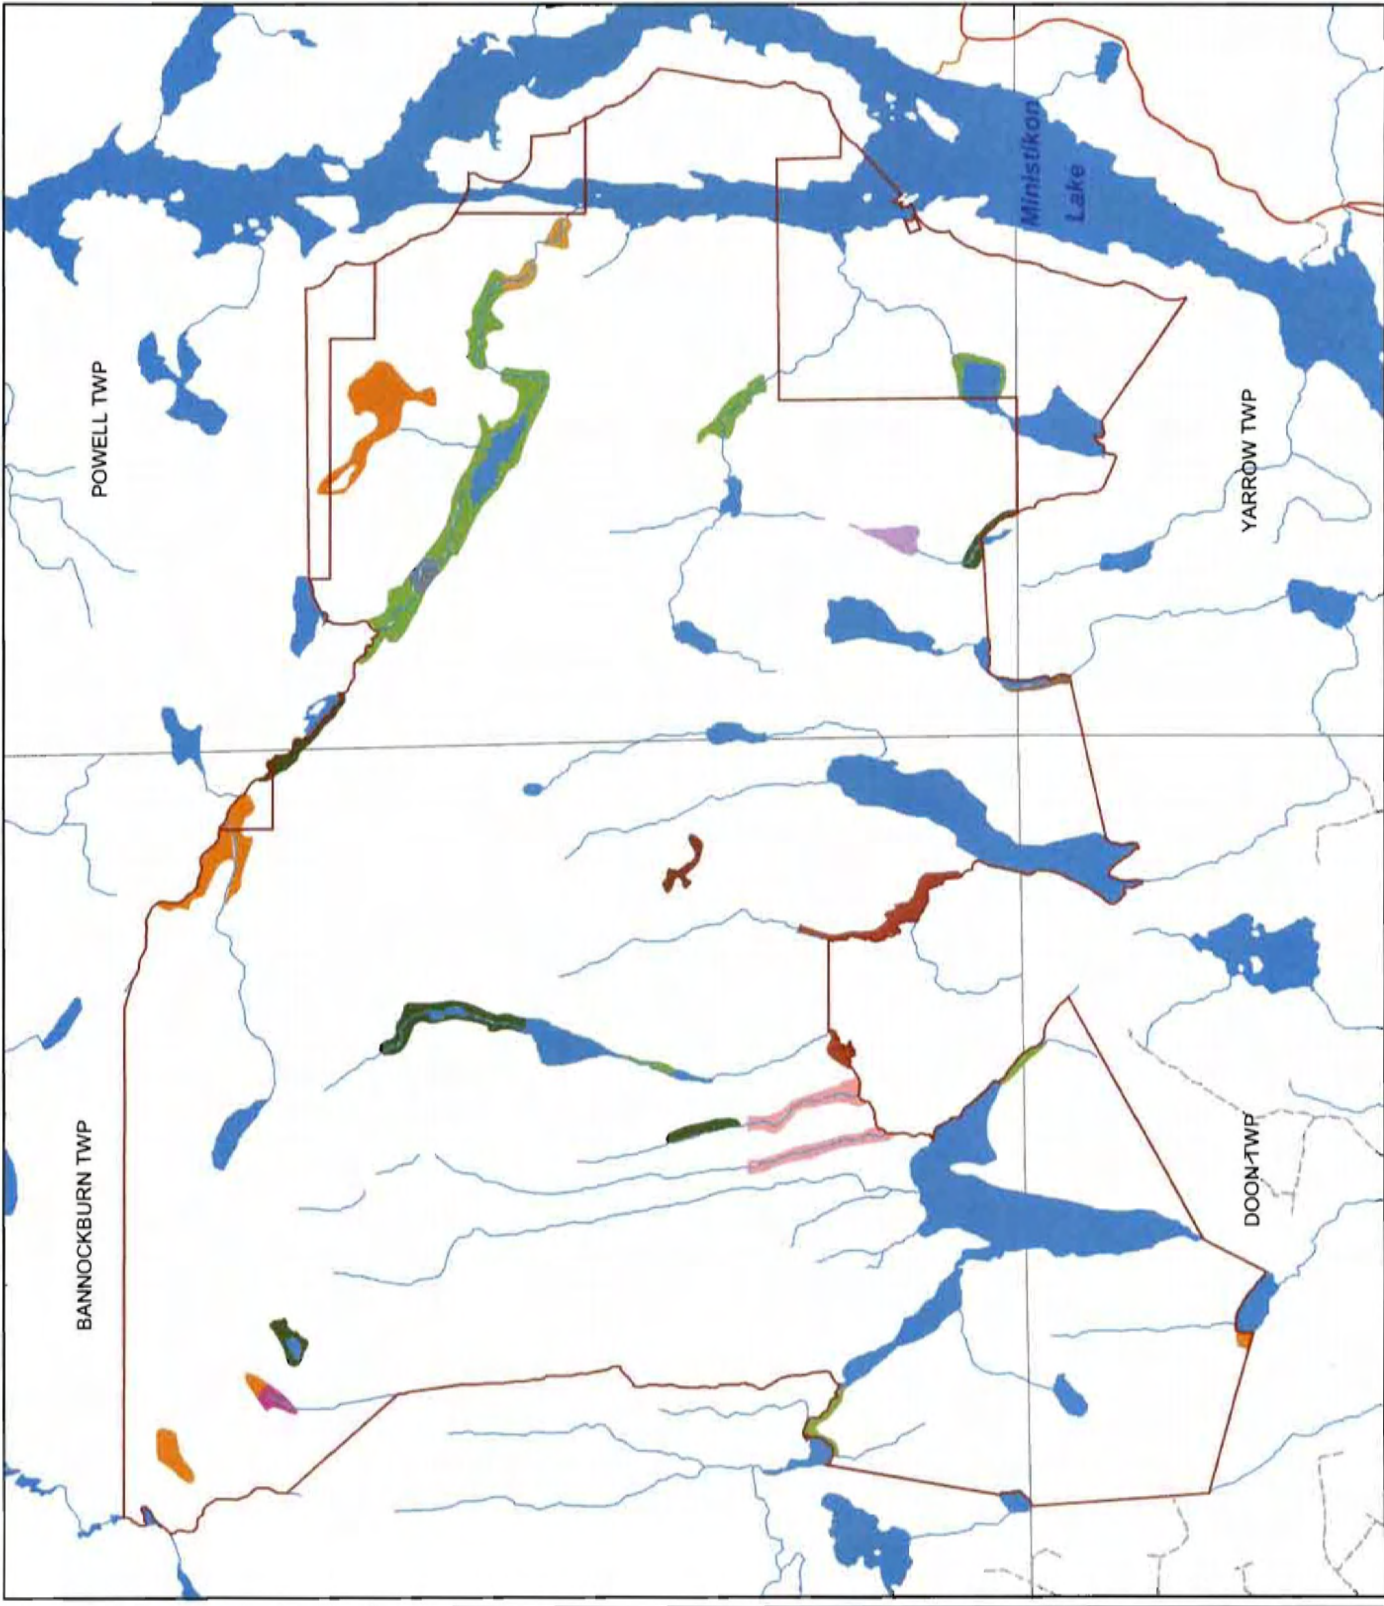 Ministikon
Lake
POWELL TWP
YARROW TWP
BANNOCKBURN TWP
DOON TWP